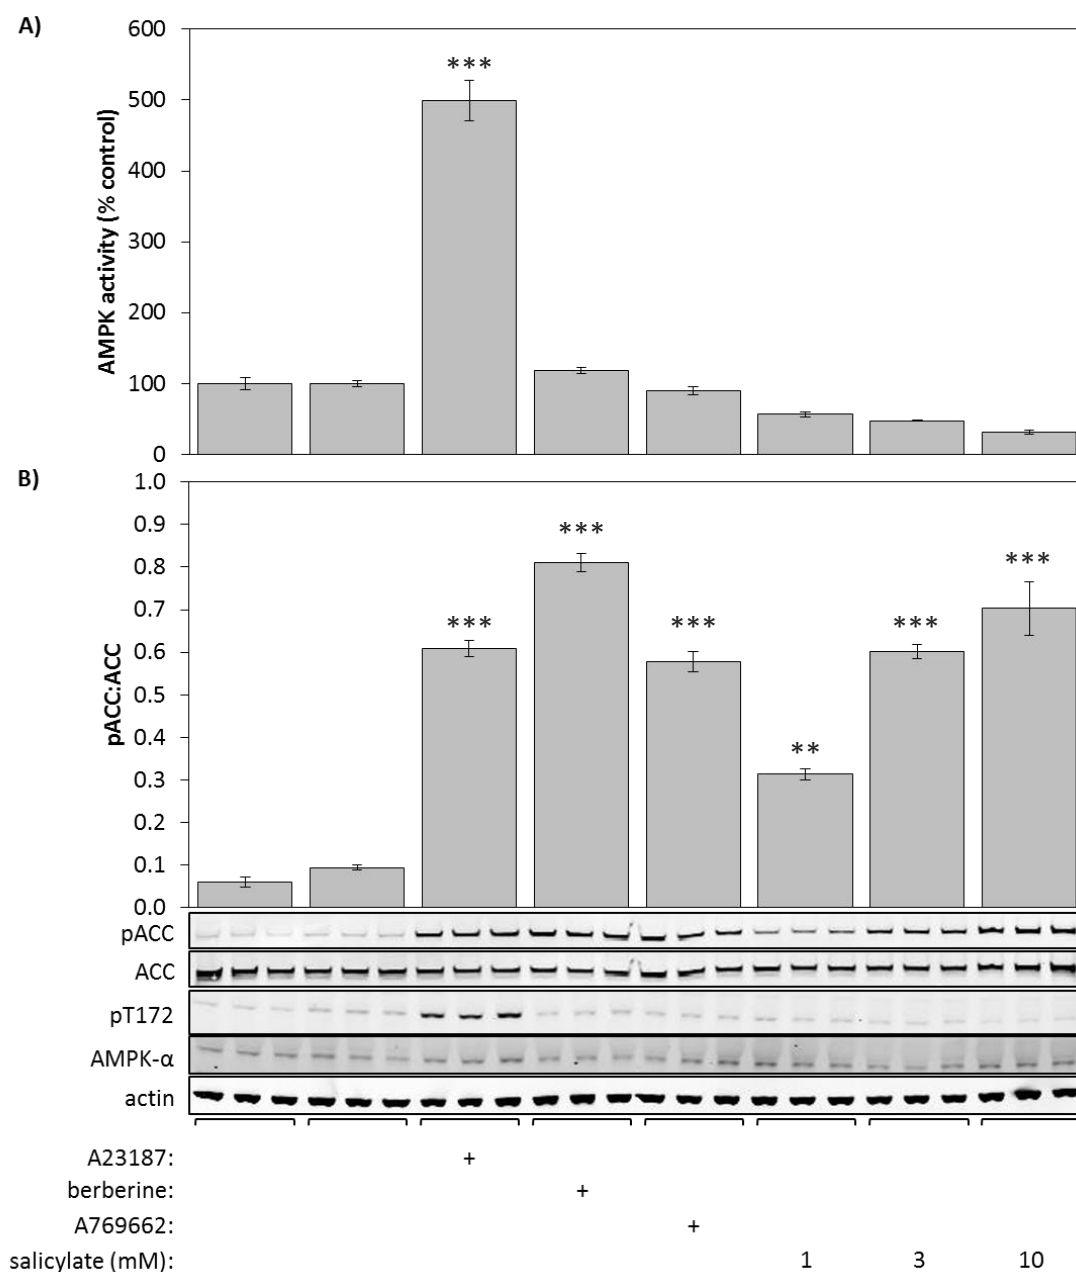 A)
600
500
400
300
200
100
0
AMPK activity (% control)
***
B)
1.0
0.9
0.8
0.7
0.6
0.5
0.4
0.3
0.2
0.1
0.0
pACC:ACC
*** *** *** ** *** ***
pACC
ACC
pT172
AMPK-α
actin
A23187: +
berberine: +
A769662: +
salicylate (mM): 1 3 10